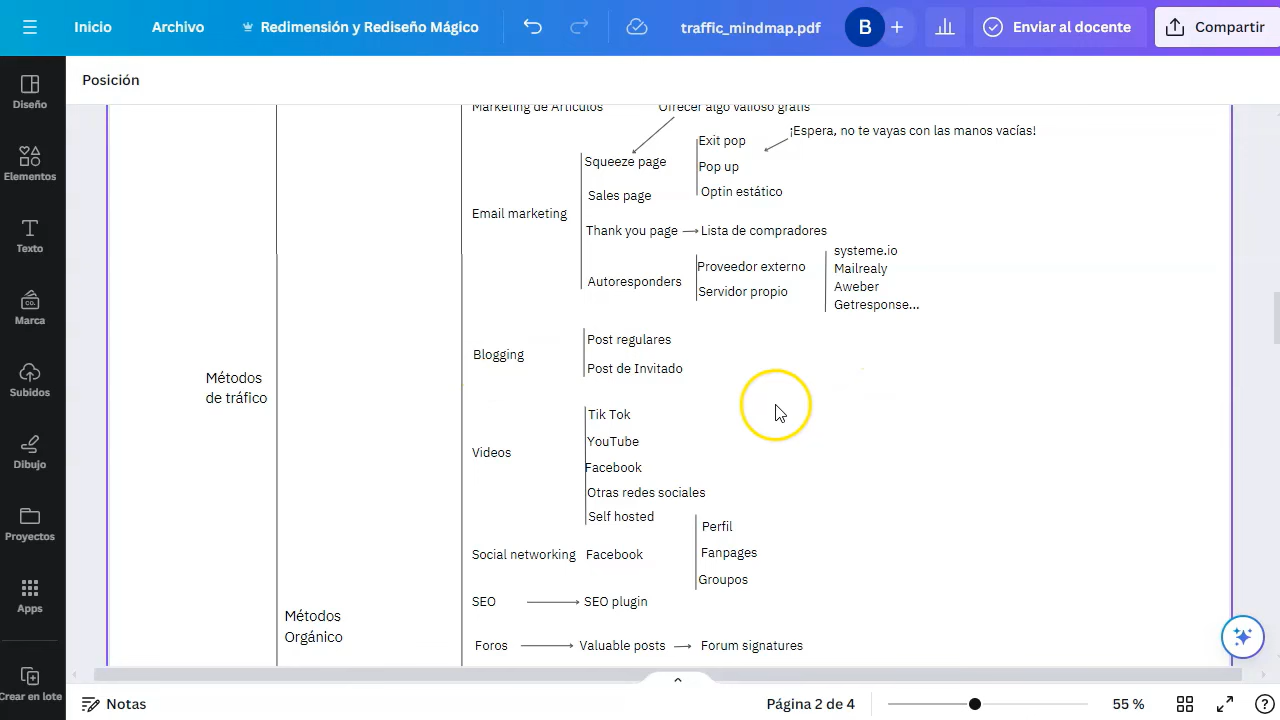 Inicio
Archivo
Redimensión y Rediseño Mágico
traffic_mindmap.pdf
B
Enviar al docente
Compartir
Posición
Diseño
Elementos
Texto
Marca
CO.
Subidos
Dibujo
Proyectos
Apps
Crear en lote
Marketing de Artículos
Ofrecer algo valioso gratis
¡Espera, no te vayas con las manos vacías!
Exit pop
Squeeze page
Pop up
Sales page
Optin estático
Email marketing
Thank you page
Lista de compradores
systeme.io
Proveedor externo
Mailrealy
Autoresponders
Aweber
Servidor propio
Getresponse...
Post regulares
Blogging
Post de Invitado
Métodos
de tráfico
Tik Tok
YouTube
Videos
Facebook
Otras redes sociales
Self hosted
Perfil
Social networking
Facebook
Fanpages
Groupos
SEO
SEO plugin
Métodos
Orgánico
Foros
Valuable posts
Forum signatures
Notas
Página 2 de 4
55 %
?